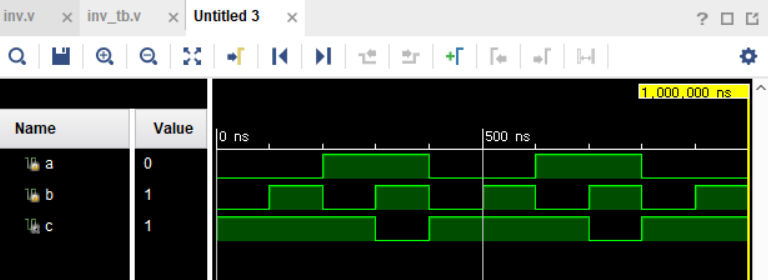 inv.v × inv_tb.v × Untitled 3 ×
?
1,000,000 ns
Name Value
0 ns 500 ns
a 0
b 1
c 1